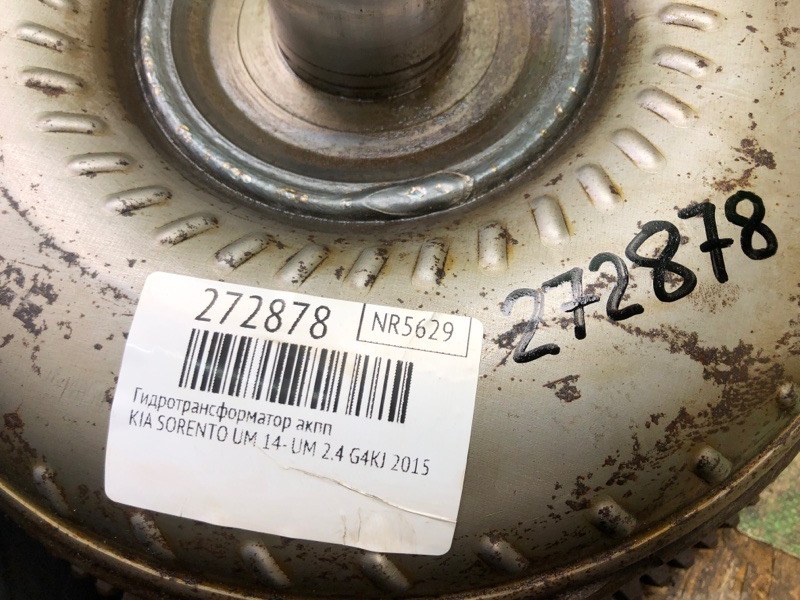 272878
NR5629
Гидротрансформатор акпп
KIA SORENTO UM 14- UM 2.4 G4KJ 2015
272878